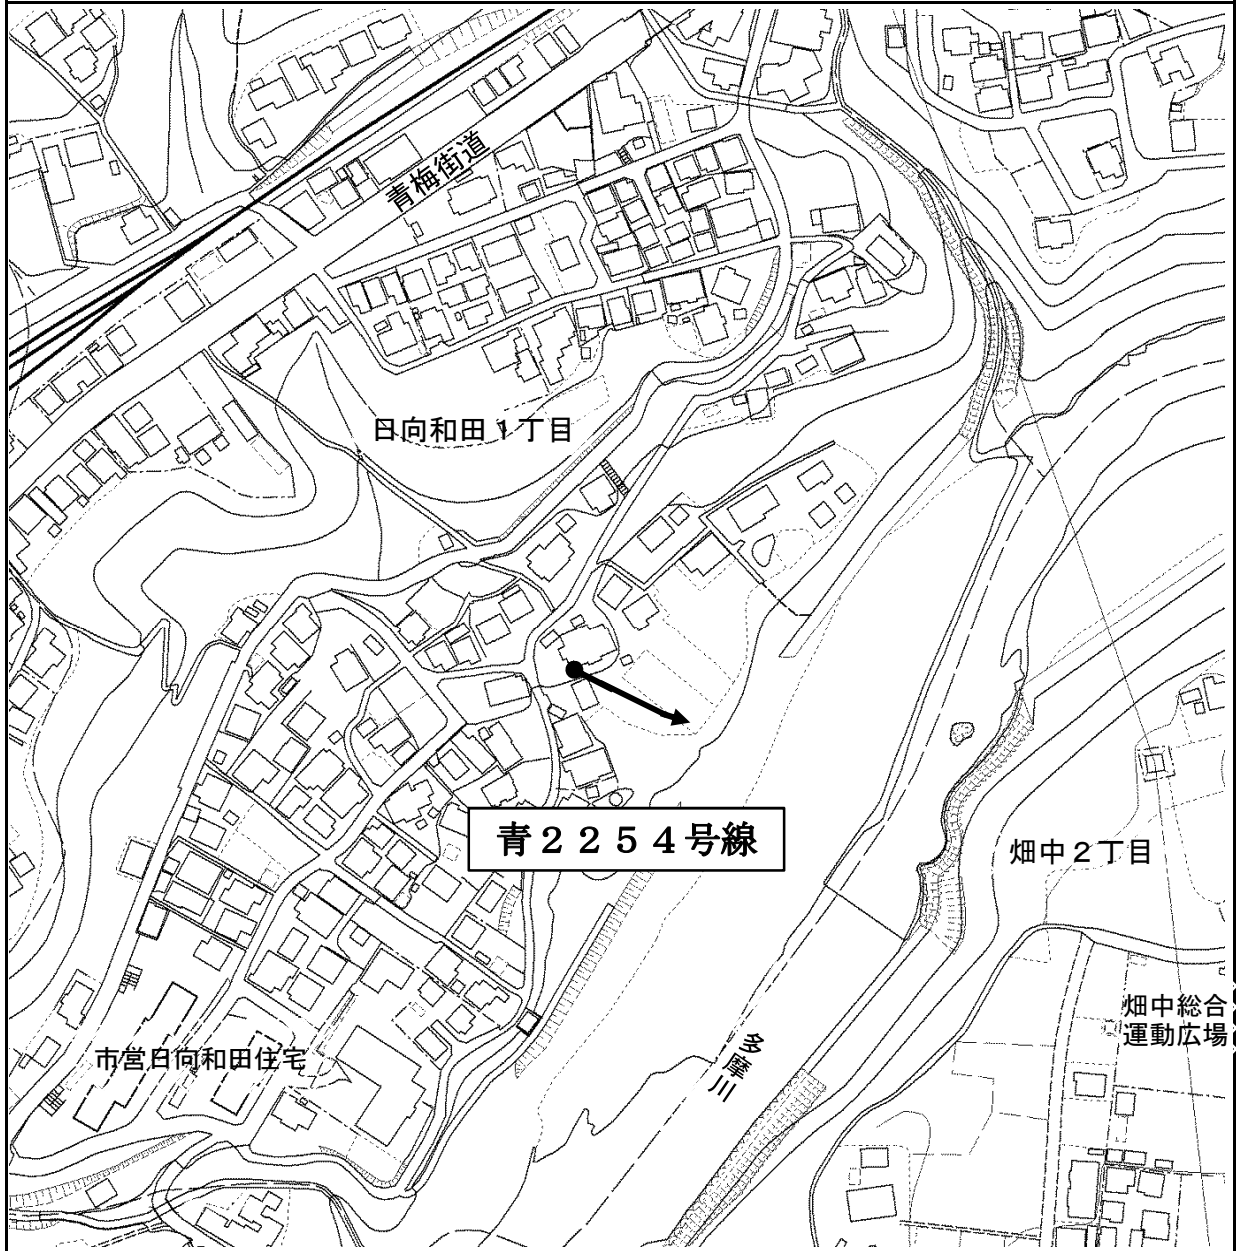 青梅街道
日向和田１丁目
青２２５４号線
畑中２丁目
畑中総合
運動広場
多摩川
市営日向和田住宅